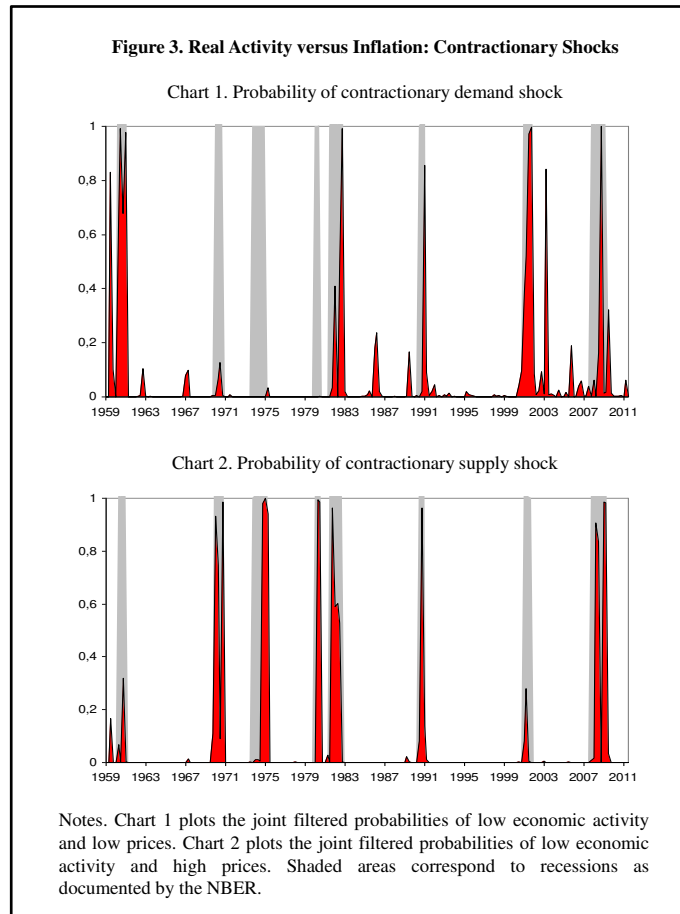 Figure 3. Real Activity versus Inflation: Contractionary Shocks
Chart 1. Probability of contractionary demand shock
1
0,8
0,6
0,4
0,2
0
1959 1963 1967 1971 1975 1979 1983 1987 1991 1995 1999 2003 2007 2011
Chart 2. Probability of contractionary supply shock
1
0,8
0,6
0,4
0,2
0
1959 1963 1967 1971 1975 1979 1983 1987 1991 1995 1999 2003 2007 2011
Notes. Chart 1 plots the joint filtered probabilities of low economic activity
and low prices. Chart 2 plots the joint filtered probabilities of low economic
activity and high prices. Shaded areas correspond to recessions as
documented by the NBER.